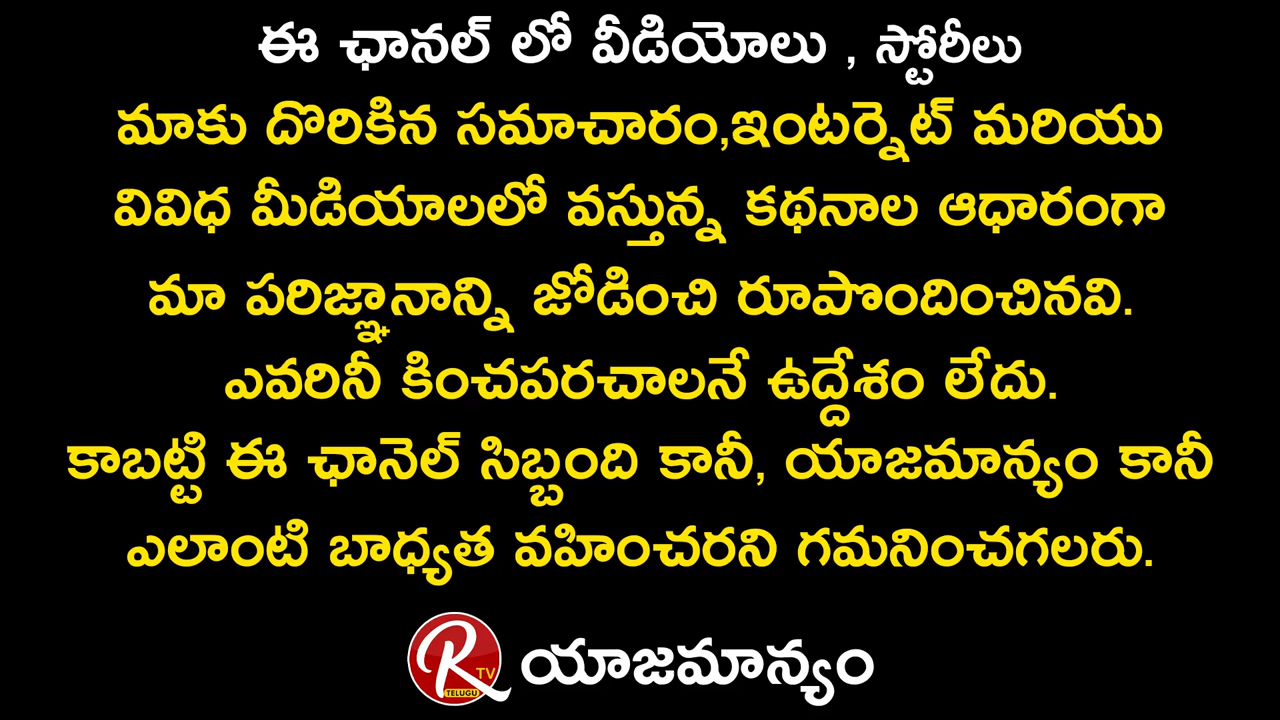 ఈ ఛానల్ లో వీడియోలు , స్టోరీలు
మాకు దొరికిన సమాచారం,ఇంటర్నెట్ మరియు
వివిధ మీడియాలలో వస్తున్న కథనాల ఆధారంగా
మా పరిజ్ఞానాన్ని జోడించి రూపొందించినవి.
ఎవరినీ కించపరచాలనే ఉద్దేశం లేదు.
కాబట్టి ఈ ఛానెల్ సిబ్బంది కానీ, యాజమాన్యం కానీ
ఎలాంటి బాధ్యత వహించరని గమనించగలరు.
R TV TELUGU యాజమాన్యం